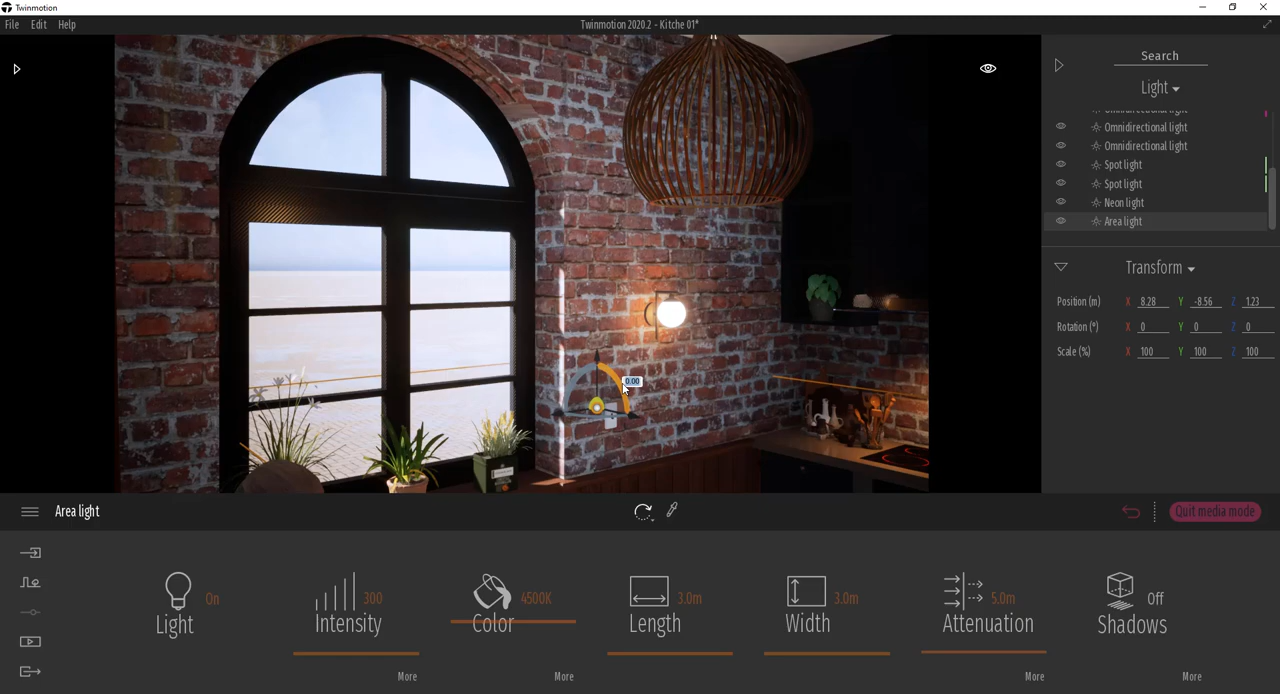 Twinmotion
File Edit Help
Twinmotion 2020.2 - Kitche 01*
Search
Light
Omnidirectional light
Omnidirectional light
Omnidirectional light
Spot light
Spot light
Neon light
Area light
Transform
Position (m) X 8.28 Y -8.56 Z 1.23
Rotation (°) X 0 Y 0 Z 0
Scale (%) X 100 Y 100 Z 100
0.00
Area light
Quit media mode
Light On
Intensity 300
Color 4500K
Length 3.0m
Width 3.0m
Attenuation 5.0m
Shadows Off
More
More
More
More